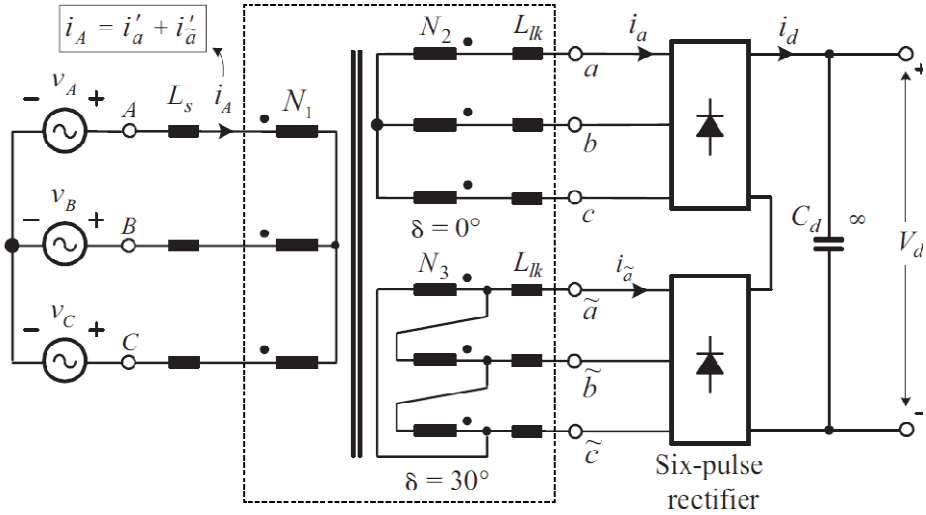 i_A = i'_a + i'_ã
v_A
− +
A
L_s
i_A
N_1
v_B
− +
B
v_C
− +
C
N_2
L_lk
i_a
a
b
c
δ = 0°
N_3
L_lk
i_ã
ã
b̃
c̃
δ = 30°
i_d
+
C_d
∞
V_d
-
Six-pulse
rectifier